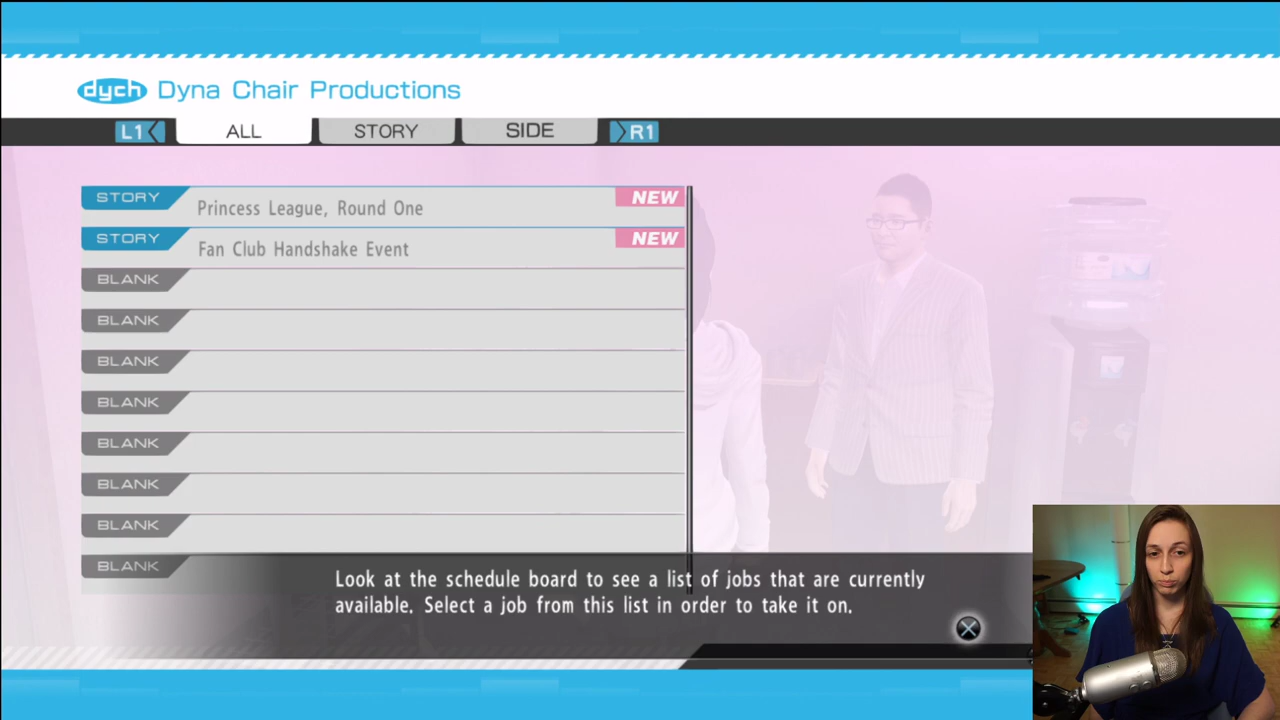 dych Dyna Chair Productions
L1 ALL STORY SIDE R1
STORY Princess League, Round One NEW
STORY Fan Club Handshake Event NEW
BLANK
BLANK
BLANK
BLANK
BLANK
BLANK
BLANK
BLANK
Look at the schedule board to see a list of jobs that are currently
available. Select a job from this list in order to take it on.